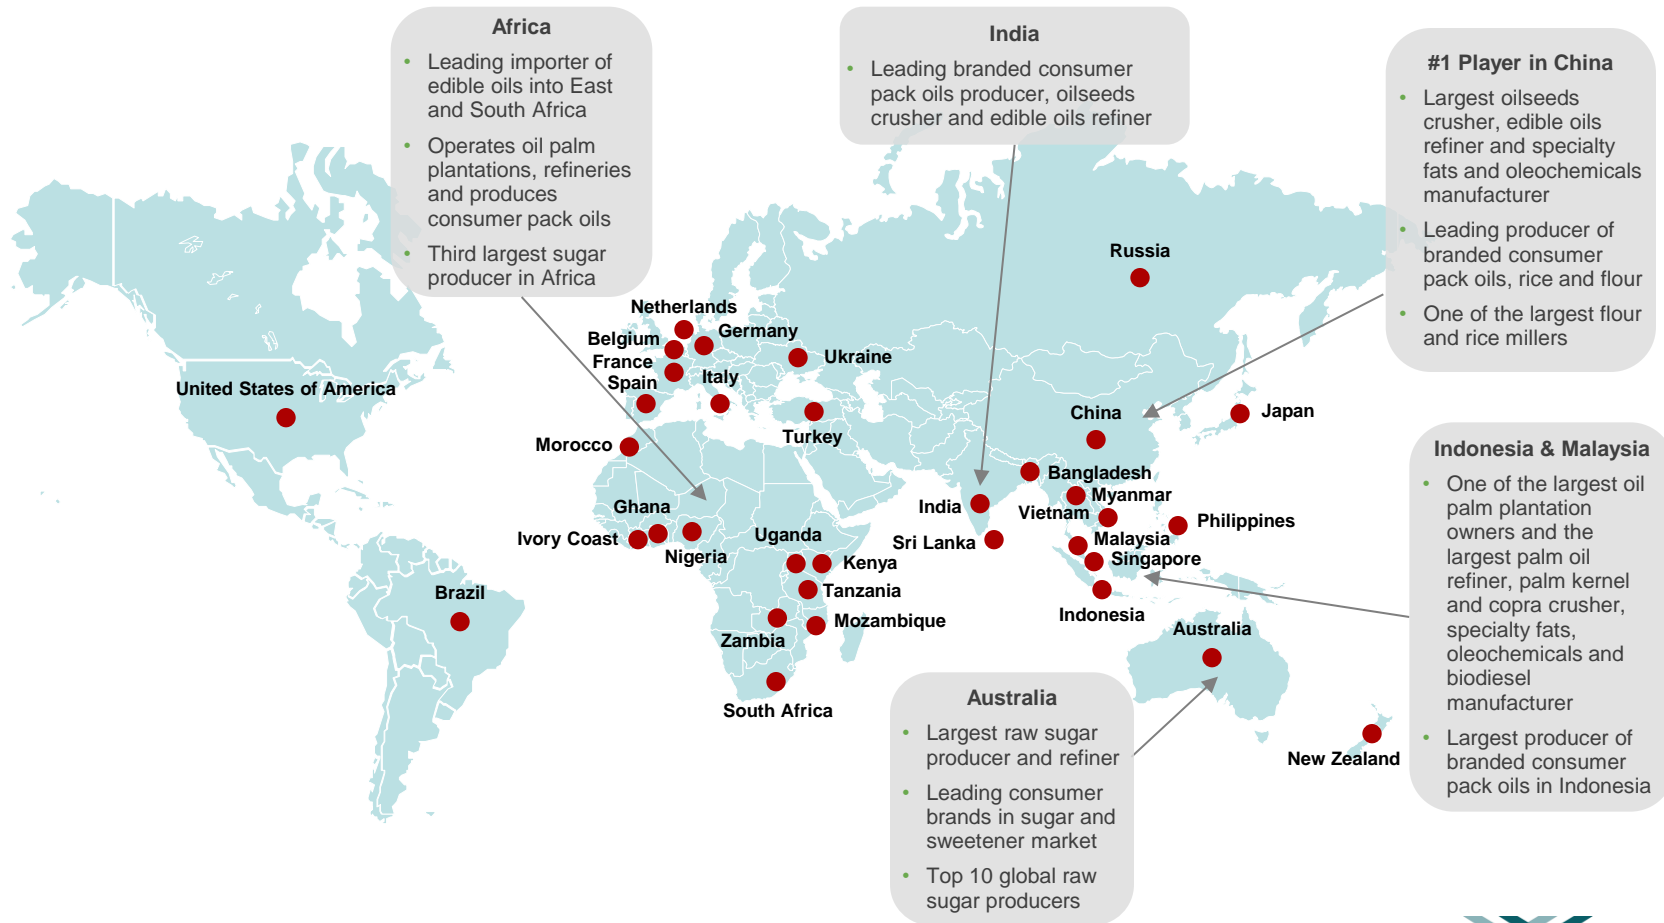 Africa
• Leading importer of
edible oils into East
and South Africa
• Operates oil palm
plantations, refineries
and produces
consumer pack oils
• Third largest sugar
producer in Africa
India
• Leading branded consumer
pack oils producer, oilseeds
crusher and edible oils refiner
#1 Player in China
• Largest oilseeds
crusher, edible oils
refiner and specialty
fats and oleochemicals
manufacturer
• Leading producer of
branded consumer
pack oils, rice and flour
• One of the largest flour
and rice millers
Russia
Netherlands
Germany
Belgium
France
Ukraine
Spain
Italy
United States of America
Turkey
Morocco
China
Japan
Bangladesh
Myanmar
India
Vietnam
Philippines
Ghana
Ivory Coast
Nigeria
Uganda
Kenya
Sri Lanka
Malaysia
Singapore
Tanzania
Indonesia
Brazil
Mozambique
Zambia
Australia
South Africa
New Zealand
Indonesia & Malaysia
• One of the largest oil
palm plantation
owners and the
largest palm oil
refiner, palm kernel
and copra crusher,
specialty fats,
oleochemicals and
biodiesel
manufacturer
• Largest producer of
branded consumer
pack oils in Indonesia
Australia
• Largest raw sugar
producer and refiner
• Leading consumer
brands in sugar and
sweetener market
• Top 10 global raw
sugar producers